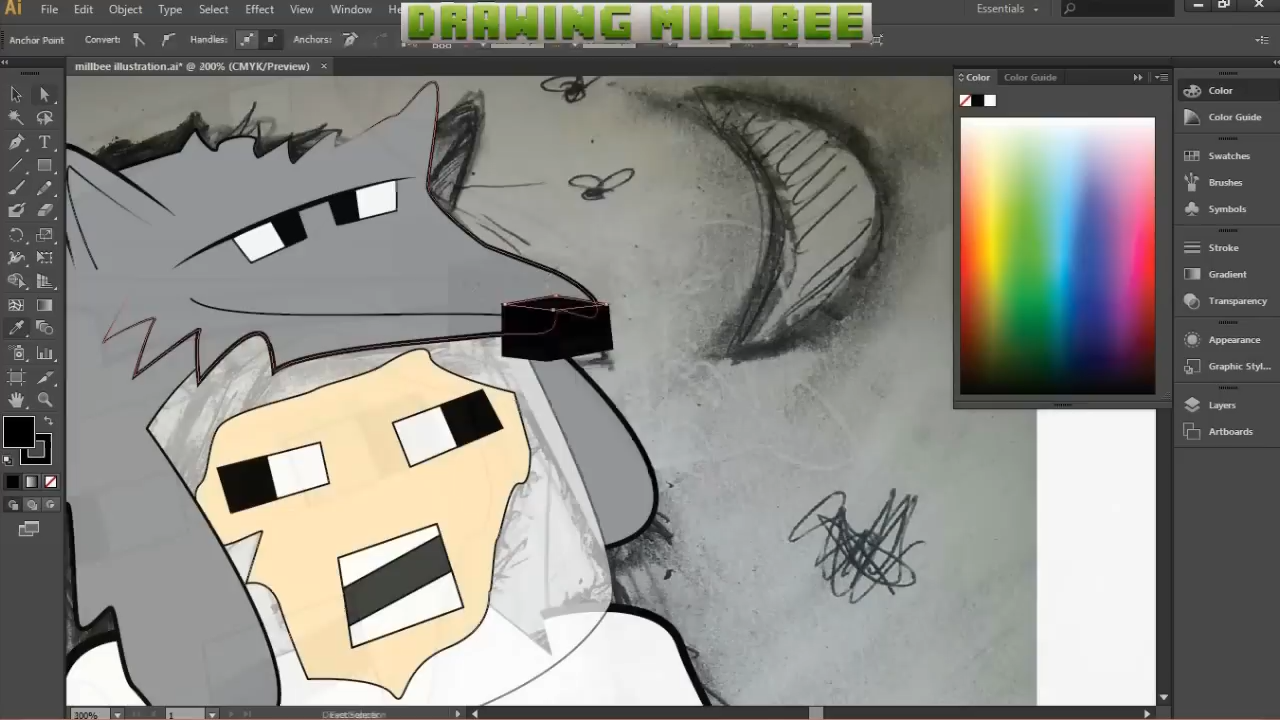 Ai File Edit Object Type Select Effect View Window
DRAWING MILLBEE
Essentials
Anchor Point Convert: Handles: Anchors:
millbee illustration.ai* @ 200% (CMYK/Preview) ×
Color Color Guide
Color
Color Guide
Swatches
Brushes
Symbols
Stroke
Gradient
Transparency
Appearance
Graphic Styl...
Layers
Artboards
1